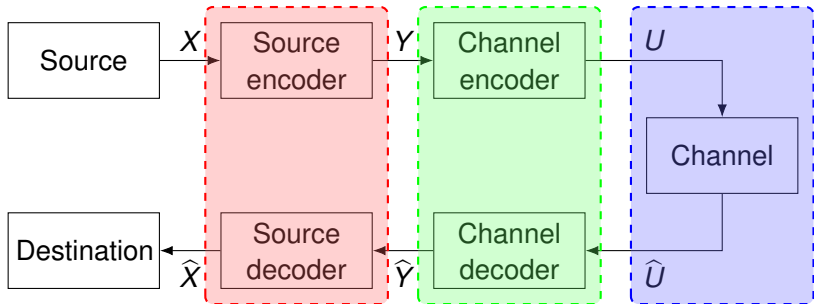 Source
X
Source
encoder
Y
Channel
encoder
U
Channel
Destination
X̂
Source
decoder
Ŷ
Channel
decoder
Û